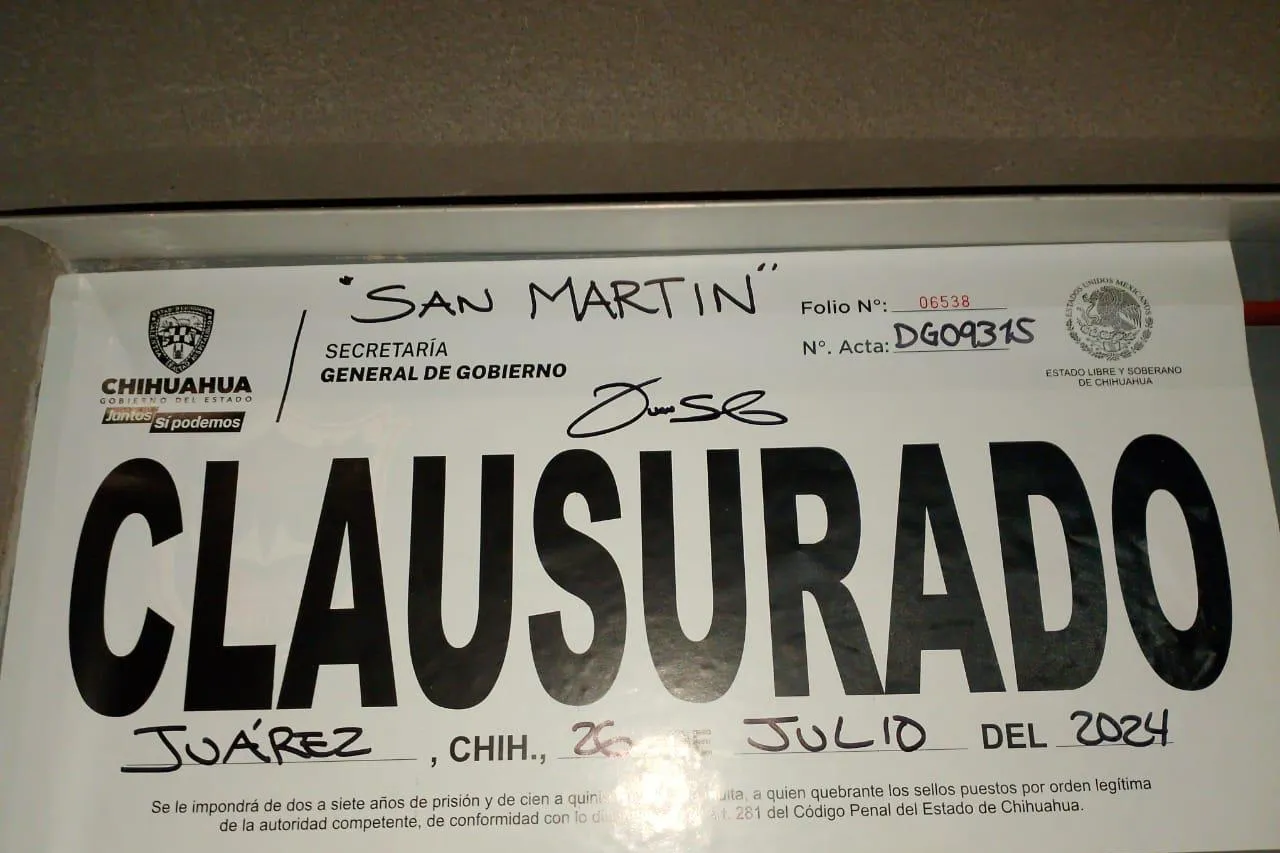 "SAN MARTIN"
Folio Nº: 06538
Nº. Acta: DG09315
CHIHUAHUA
GOBIERNO DEL ESTADO
Juntos Sí podemos
SECRETARÍA
GENERAL DE GOBIERNO
ESTADOS UNIDOS MEXICANOS
ESTADO LIBRE Y SOBERANO
DE CHIHUAHUA
CLAUSURADO
JUÁREZ, CHIH., 26 DE JULIO DEL 2024
Se le impondrá de dos a siete años de prisión y de cien a a quien quebrante los sellos puestos por orden legítima
de la autoridad competente, de conformidad con lo 281 del Código Penal del Estado de Chihuahua.